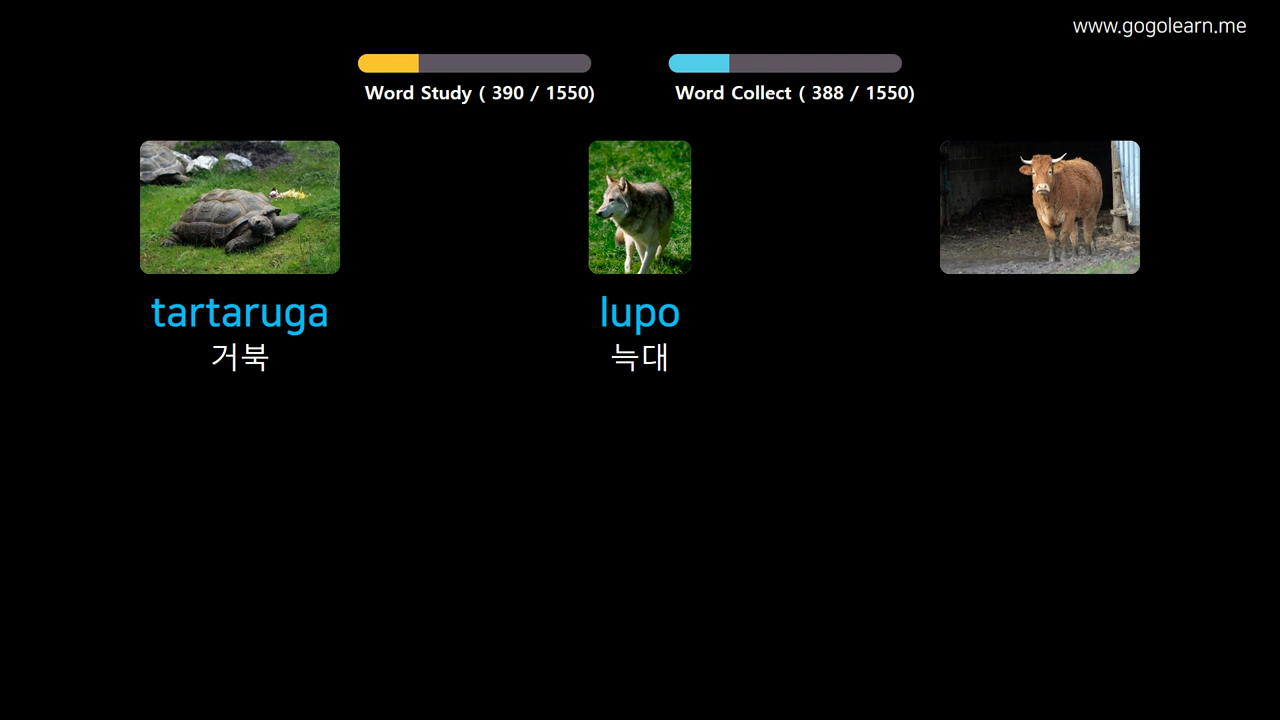 www.gogolearn.me
Word Study ( 390 / 1550)
Word Collect ( 388 / 1550)
tartaruga
거북
lupo
늑대